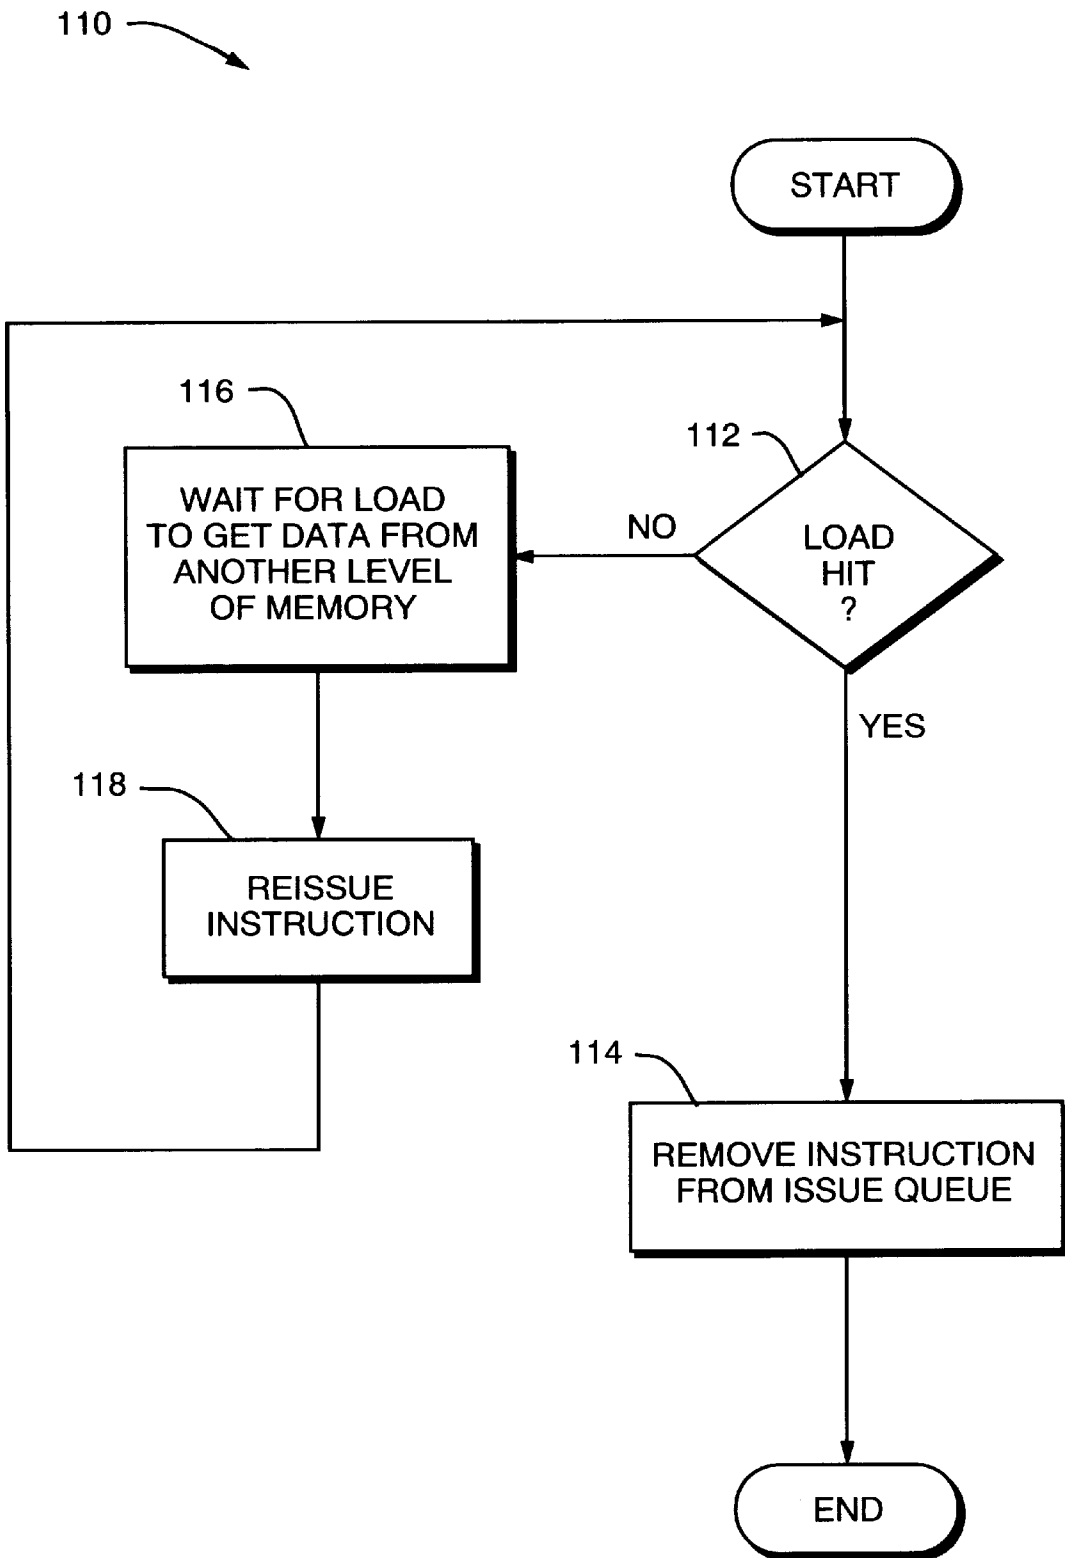 110
START
116
112
WAIT FOR LOAD
TO GET DATA FROM
ANOTHER LEVEL
OF MEMORY
NO
LOAD
HIT
?
YES
118
REISSUE
INSTRUCTION
114
REMOVE INSTRUCTION
FROM ISSUE QUEUE
END